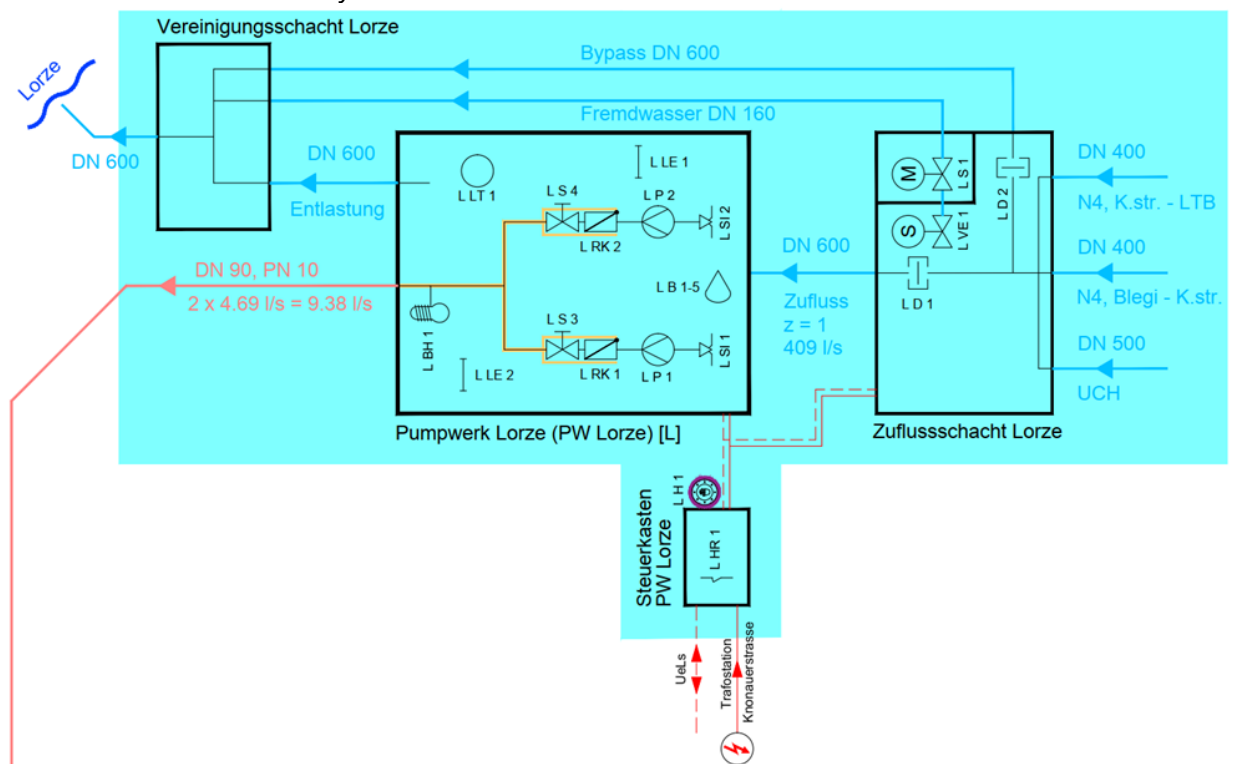 Vereinigungsschacht Lorze
Lorze
Bypass DN 600
Fremdwasser DN 160
DN 600
DN 600
Entlastung
L LT 1
L LE 1
L S 4
L P 2
L SI 2
L RK 2
L B 1-5
DN 90, PN 10
2 x 4.69 l/s = 9.38 l/s
L BH 1
L LE 2
L S 3
L RK 1
L P 1
L SI 1
Pumpwerk Lorze (PW Lorze) [L]
DN 600
Zufluss
z = 1
409 l/s
M
L S 1
S
L VE 1
L D 2
L D 1
DN 400
N4, K.str. - LTB
DN 400
N4, Blegi - K.str.
DN 500
UCH
Zuflussschacht Lorze
L H 1
Steuerkasten
PW Lorze
L HR 1
UeLs
Trafostation
Knonauerstrasse